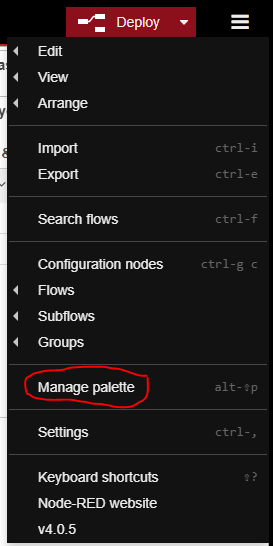 Deploy
Edit
View
Arrange
Import ctrl-i
Export ctrl-e
Search flows ctrl-f
Configuration nodes ctrl-g c
Flows
Subflows
Groups
Manage palette alt-⇧p
Settings ctrl-,
Keyboard shortcuts ⇧?
Node-RED website
v4.0.5